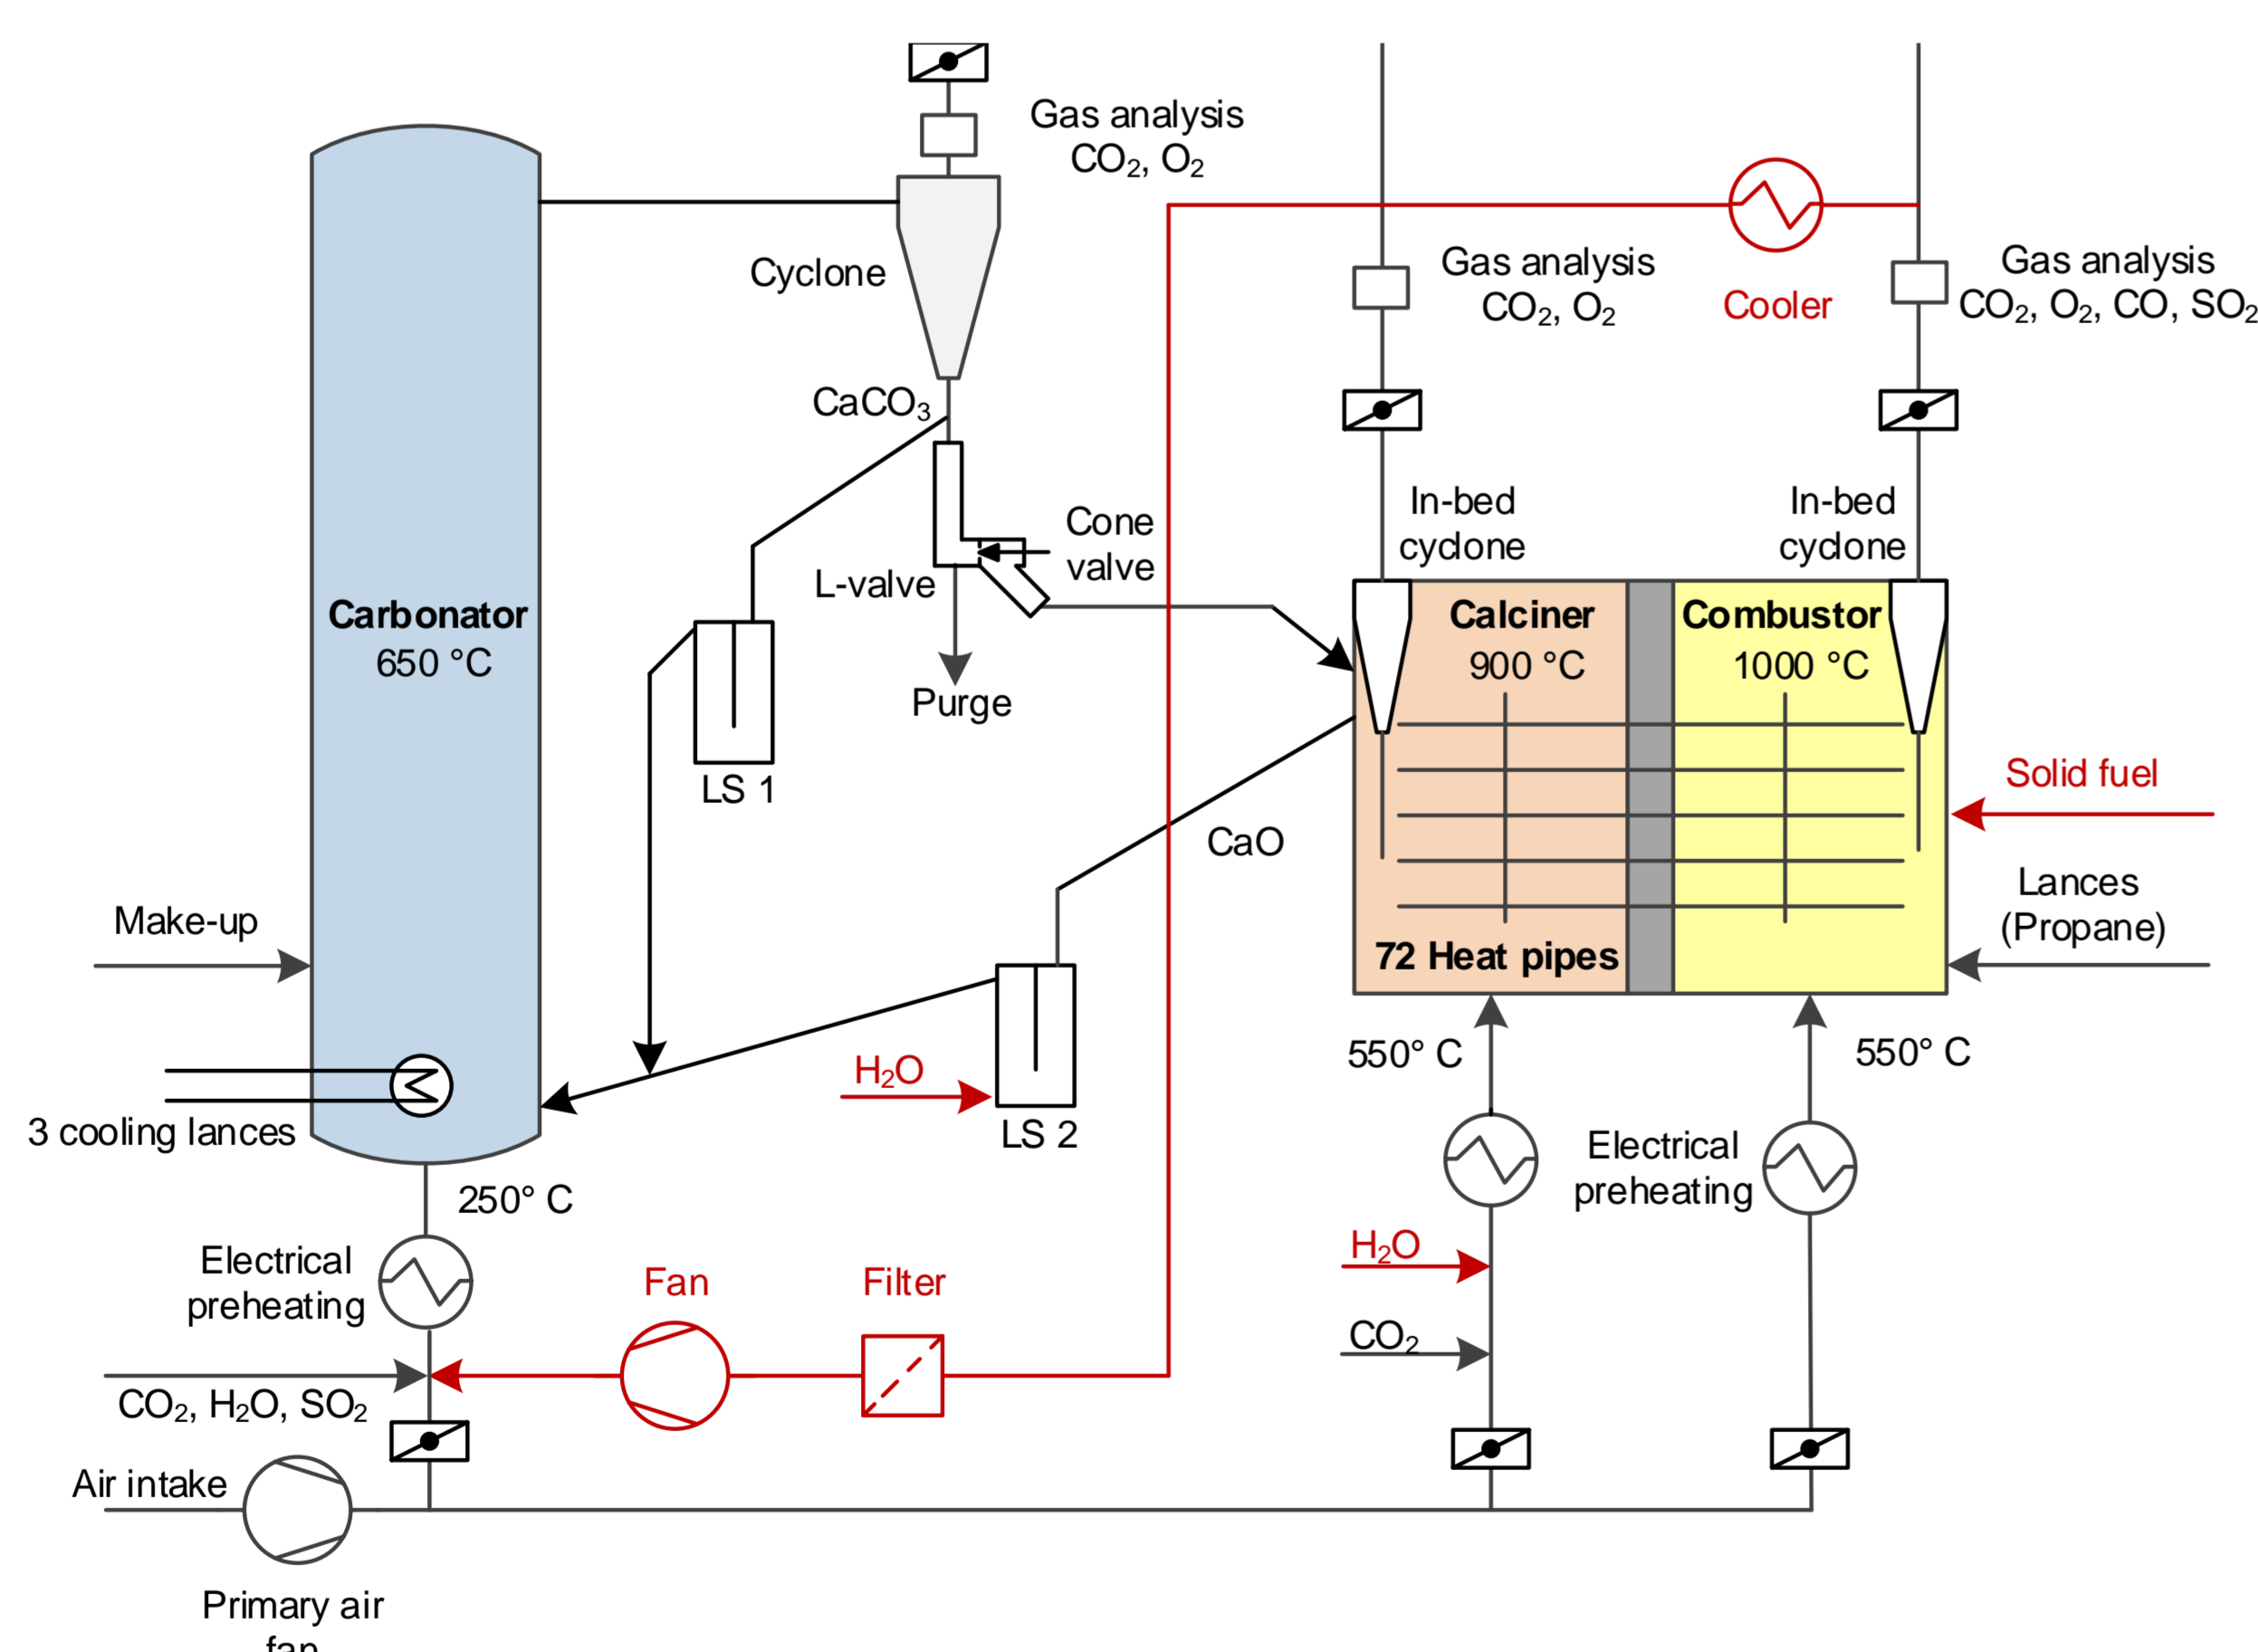 Gas analysis
CO₂, O₂
Cyclone
Gas analysis
CO₂, O₂
Cooler
Gas analysis
CO₂, O₂, CO, SO₂
CaCO₃
Cone
valve
L-valve
Purge
In-bed
cyclone
In-bed
cyclone
Carbonator
650 °C
Calciner
900 °C
Combustor
1000 °C
LS 1
Solid fuel
CaO
Lances
(Propane)
Make-up
72 Heat pipes
3 cooling lances
H₂O
LS 2
550° C
550° C
250° C
Electrical
preheating
Electrical
preheating
Fan
Filter
H₂O
CO₂
CO₂, H₂O, SO₂
Air intake
Primary air
fan